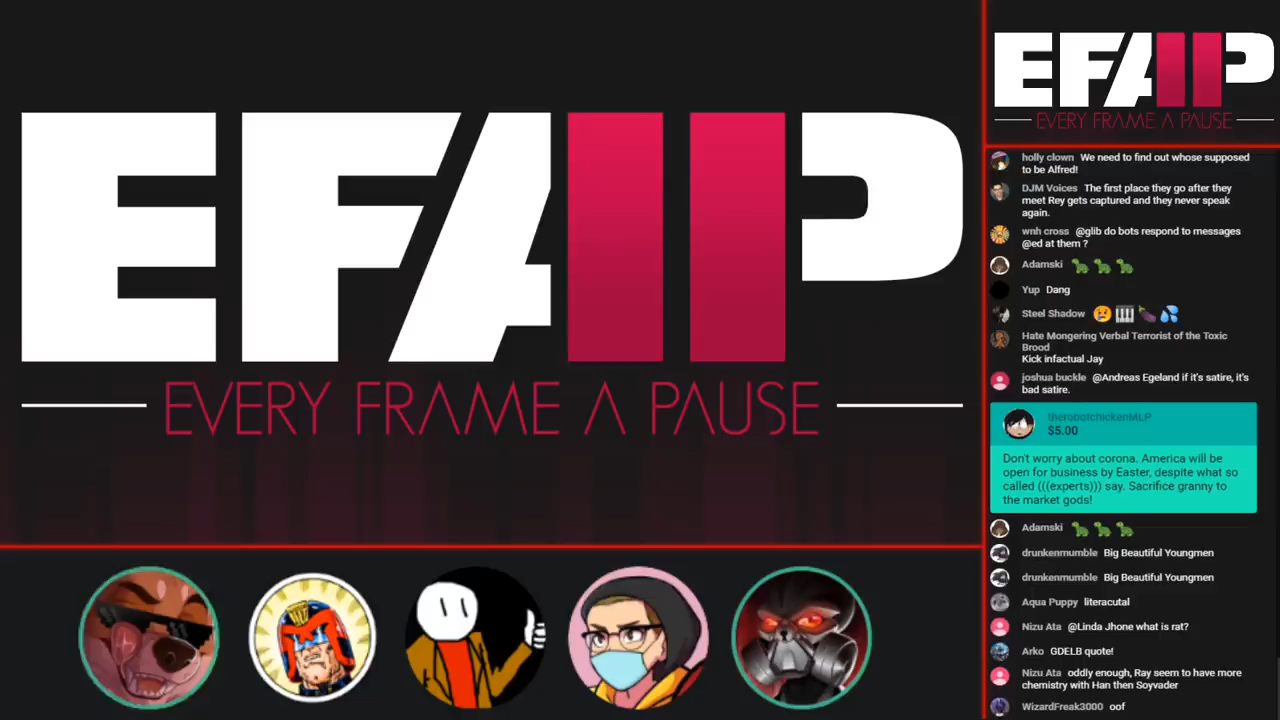 EFAP
EVERY FRAME A PAUSE
EFAP
EVERY FRAME A PAUSE
holly clown We need to find out whose supposed
to be Alfred!
DJM Voices The first place they go after they
meet Rey gets captured and they never speak
again.
wnh cross @glib do bots respond to messages
@ed at them ?
Adamski 🦕🦕🦕
Yup Dang
Steel Shadow 😢🎹🍆💦
Hate Mongering Verbal Terrorist of the Toxic
Brood
Kick infactual Jay
joshua buckle @Andreas Egeland if it's satire, it's
bad satire.
therobotchickenMLP
$5.00
Don't worry about corona. America will be
open for business by Easter, despite what so
called (((experts))) say. Sacrifice granny to
the market gods!
Adamski 🦕🦕🦕
drunkenmumble Big Beautiful Youngmen
drunkenmumble Big Beautiful Youngmen
Aqua Puppy literacutal
Nizu Ata @Linda Jhone what is rat?
Arko GDELB quote!
Nizu Ata oddly enough, Ray seem to have more
chemistry with Han then Soyvader
WizardFreak3000 oof